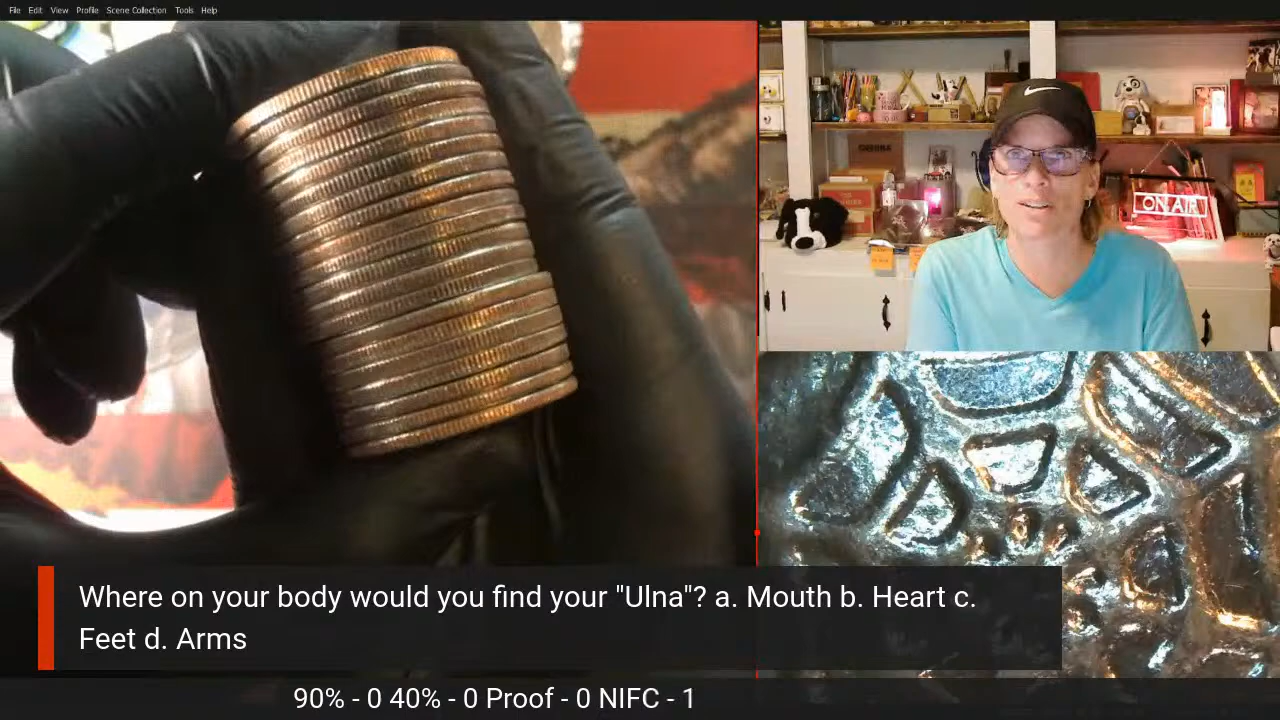 File Edit View Profile Scene Collection Tools Help
ON AIR
Where on your body would you find your "Ulna"? a. Mouth b. Heart c.
Feet d. Arms
90% - 0 40% - 0 Proof - 0 NIFC - 1